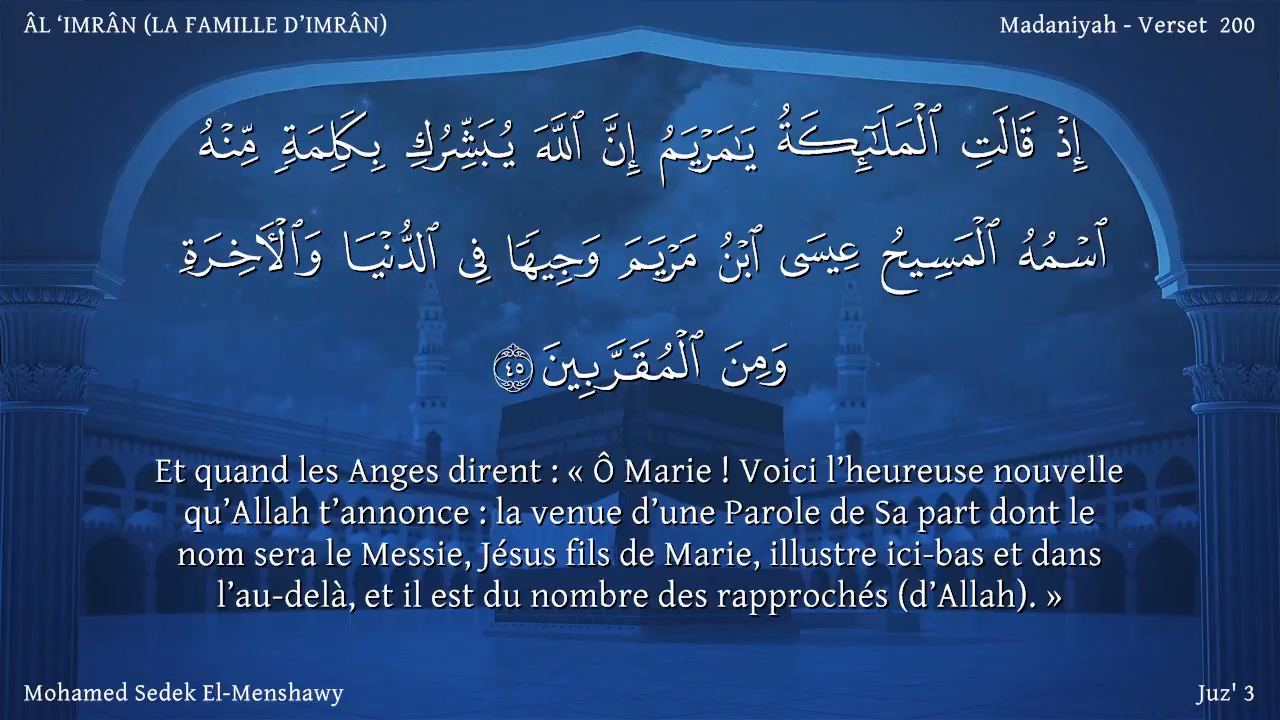 ÂL ‘IMRÂN (LA FAMILLE D’IMRÂN)
Madaniyah - Verset 200
إِذْ قَالَتِ ٱلْمَلَـٰٓئِكَةُ يَـٰمَرْيَمُ إِنَّ ٱللَّهَ يُبَشِّرُكِ بِكَلِمَةٍ مِّنْهُ
ٱسْمُهُ ٱلْمَسِيحُ عِيسَى ٱبْنُ مَرْيَمَ وَجِيهًا فِى ٱلدُّنْيَا وَٱلْـَٔاخِرَةِ
وَمِنَ ٱلْمُقَرَّبِينَ ٤٥
Et quand les Anges dirent : « Ô Marie ! Voici l’heureuse nouvelle
qu’Allah t’annonce : la venue d’une Parole de Sa part dont le
nom sera le Messie, Jésus fils de Marie, illustre ici-bas et dans
l’au-delà, et il est du nombre des rapprochés (d’Allah). »
Mohamed Sedek El-Menshawy
Juz' 3